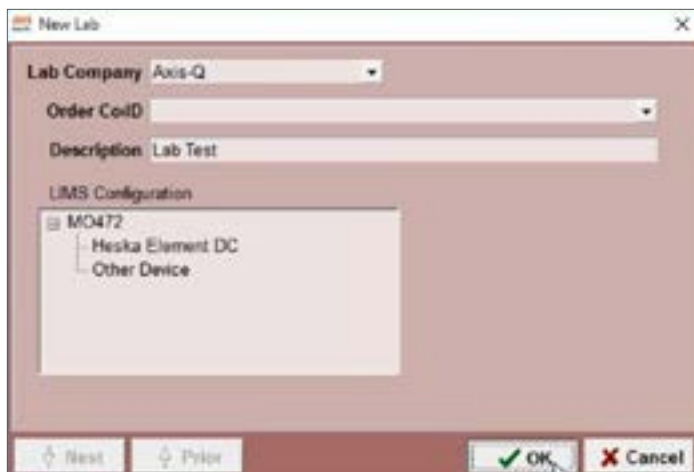 New Lab
Lab Company Axis-Q
Order CoID
Description Lab Test
LIMS Configuration
MO472
Heska Element DC
Other Device
Next Prior OK Cancel